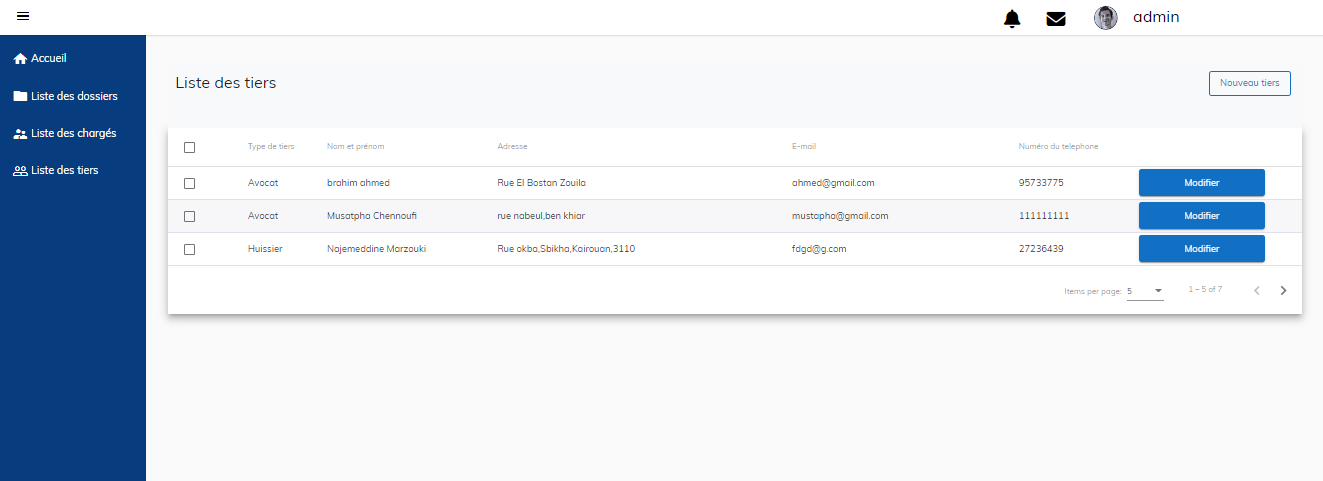 admin
Accueil
Liste des dossiers
Liste des chargés
Liste des tiers
Liste des tiers
Nouveau tiers
Type de tiers Nom et prénom Adresse E-mail Numéro du telephone
Avocat brahim ahmed Rue El Bostan Zouila ahmed@gmail.com 95733775 Modifier
Avocat Musatpha Chennoufi rue nabeul,ben khiar mustapha@gmail.com 111111111 Modifier
Huissier Najemeddine Marzouki Rue okba,Sbikha,Kairouan,3110 fdgd@g.com 27236439 Modifier
Items per page: 5 1 – 5 of 7